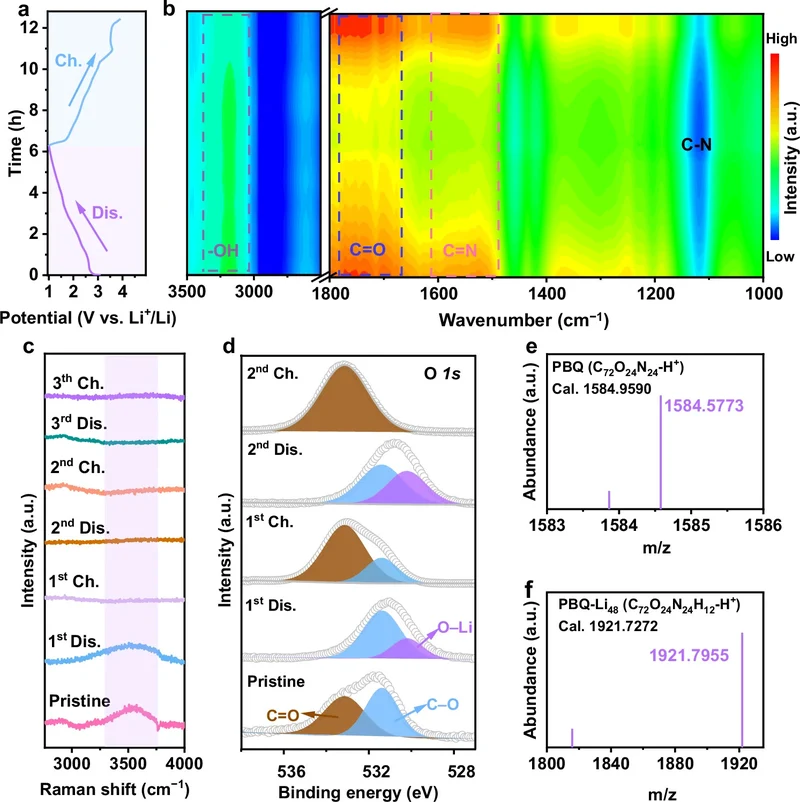 a
12
10
8
6
4
2
0
Time (h)
Ch.
Dis.
1 2 3 4
Potential (V vs. Li⁺/Li)
b
-OH
C=O
C=N
C-N
3500 3000 1800 1600 1400 1200 1000
Wavenumber (cm⁻¹)
High
Intensity (a.u.)
Low
c
3ᵗʰ Ch.
3ʳᵈ Dis.
2ⁿᵈ Ch.
2ⁿᵈ Dis.
1ˢᵗ Ch.
1ˢᵗ Dis.
Pristine
Intensity (a.u.)
3000 3500 4000
Raman shift (cm⁻¹)
d
O 1s
2ⁿᵈ Ch.
2ⁿᵈ Dis.
1ˢᵗ Ch.
1ˢᵗ Dis.
O–Li
Pristine
C=O
C–O
Intensity (a.u.)
536 532 528
Binding energy (eV)
e
PBQ (C₇₂O₂₄N₂₄-H⁺)
Cal. 1584.9590
1584.5773
Abundance (a.u.)
1583 1584 1585 1586
m/z
f
PBQ-Li₄₈ (C₇₂O₂₄N₂₄H₁₂-H⁺)
Cal. 1921.7272
1921.7955
Abundance (a.u.)
1800 1840 1880 1920
m/z